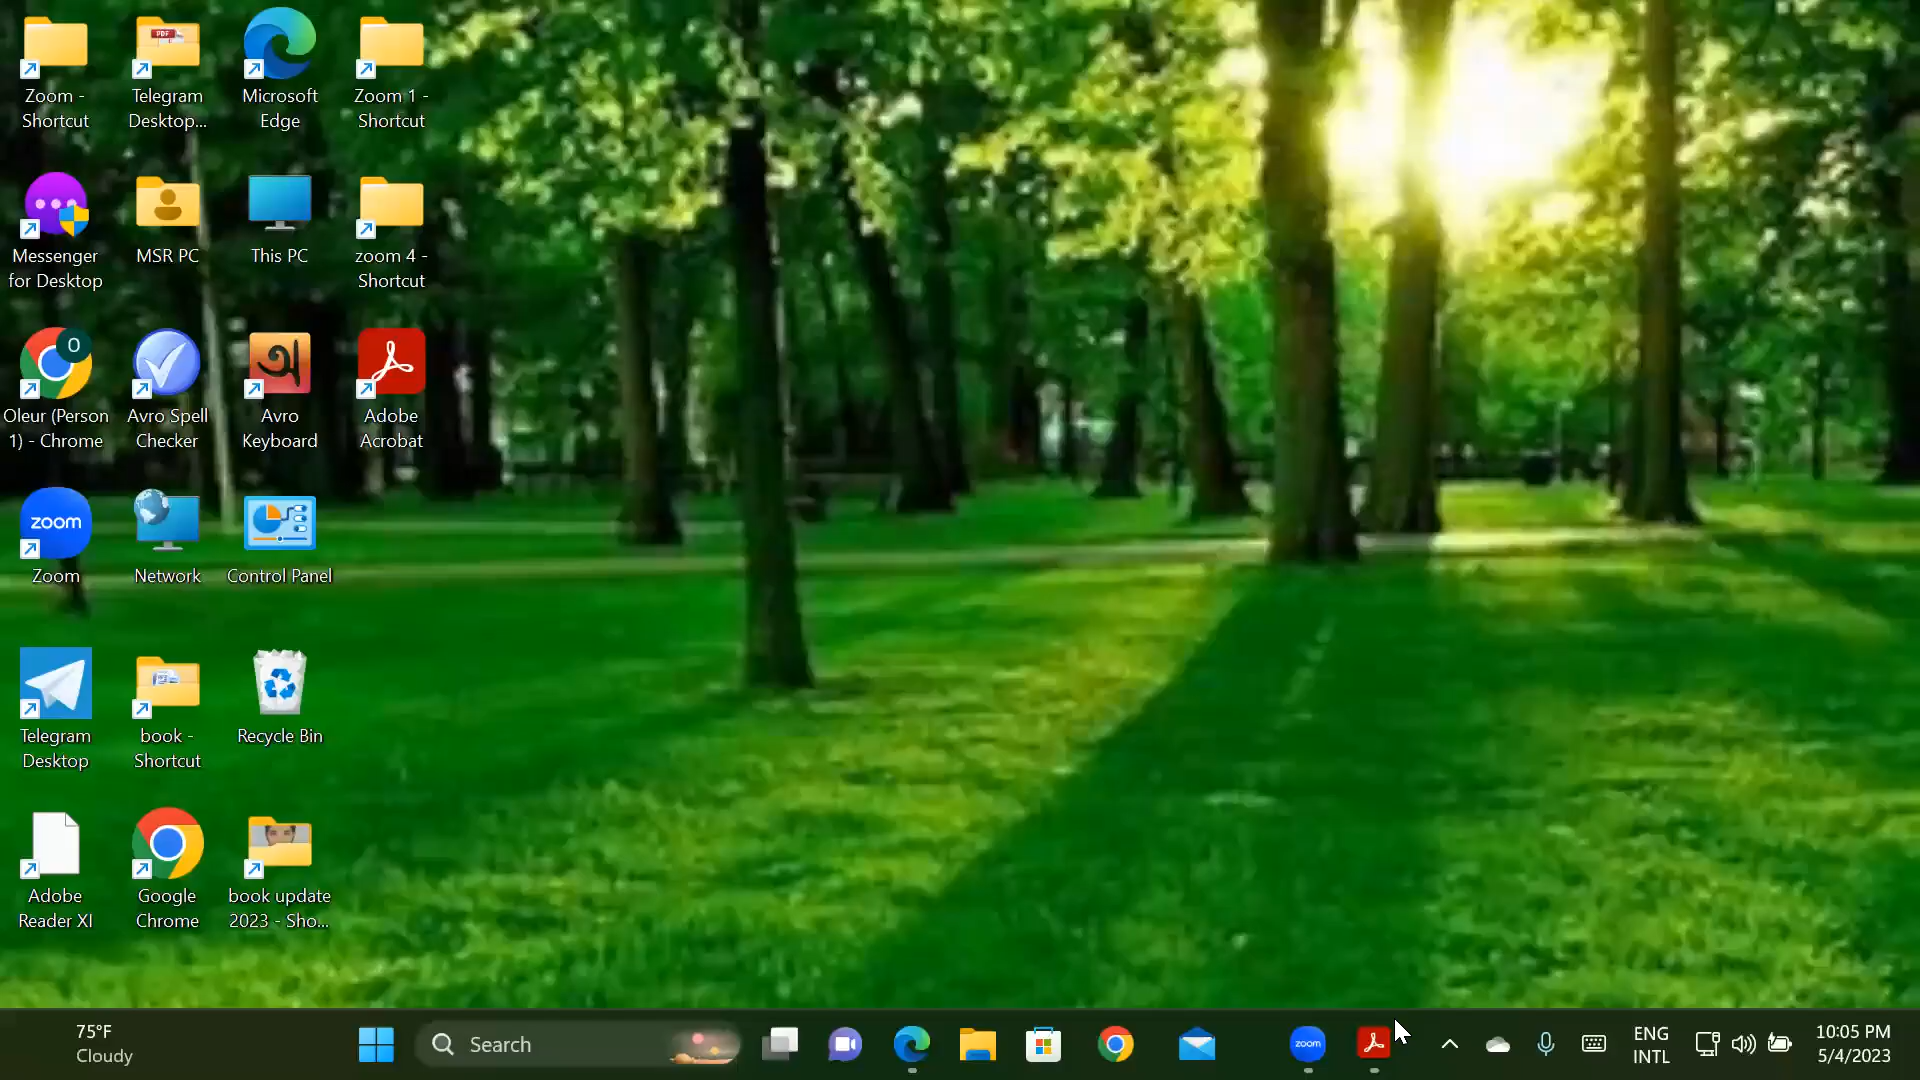 Zoom -
Shortcut
PDF
Telegram
Desktop...
Microsoft
Edge
Zoom 1 -
Shortcut
Messenger
for Desktop
MSR PC
This PC
zoom 4 -
Shortcut
O
Oleur (Person
1) - Chrome
Avro Spell
Checker
অ
Avro
Keyboard
Adobe
Acrobat
zoom
Zoom
Network
Control Panel
Telegram
Desktop
book -
Shortcut
Recycle Bin
Adobe
Reader XI
Google
Chrome
book update
2023 - Sho...
75°F
Cloudy
Search
zoom
ENG
INTL
10:05 PM
5/4/2023